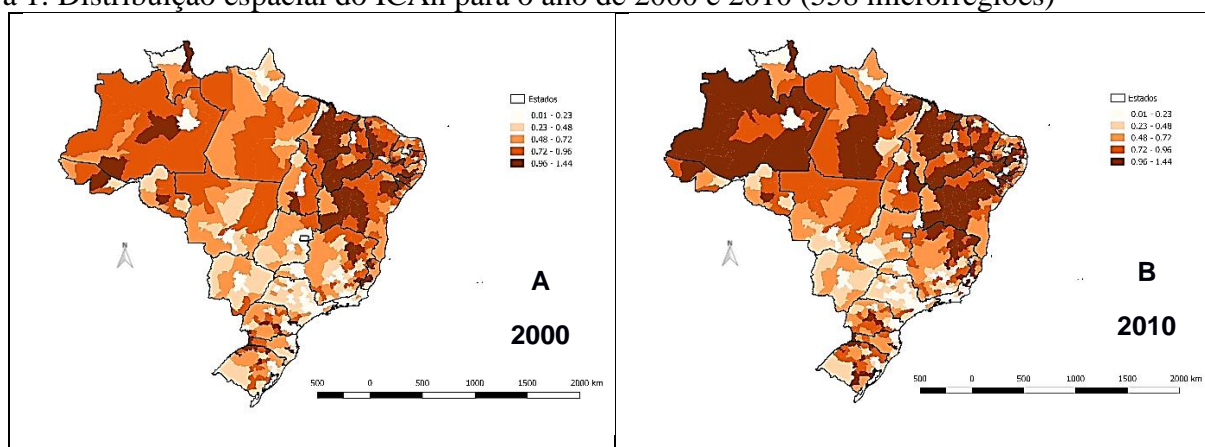 a 1: Distribuição espacial do ICAn para o ano de 2000 e 2010 (558 microrregiões)
Estados
0.01 - 0.23
0.23 - 0.48
0.48 - 0.72
0.72 - 0.96
0.96 - 1.44
N
A
2000
500 0 500 1000 1500 2000 km
Estados
0.01 - 0.23
0.23 - 0.48
0.48 - 0.77
0.72 - 0.96
0.96 - 1.44
N
B
2010
500 0 500 1000 1500 2000 km